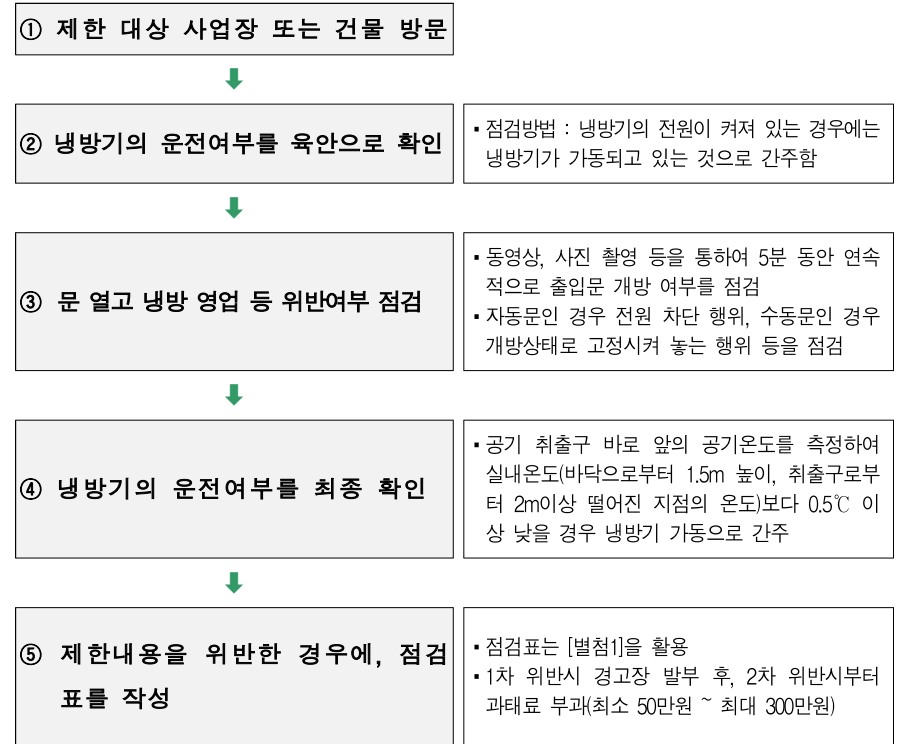 ① 제한 대상 사업장 또는 건물 방문
② 냉방기의 운전여부를 육안으로 확인
▪ 점검방법 : 냉방기의 전원이 켜져 있는 경우에는
냉방기가 가동되고 있는 것으로 간주함
③ 문 열고 냉방 영업 등 위반여부 점검
▪ 동영상, 사진 촬영 등을 통하여 5분 동안 연속
적으로 출입문 개방 여부를 점검
▪ 자동문인 경우 전원 차단 행위, 수동문인 경우
개방상태로 고정시켜 놓는 행위 등을 점검
④ 냉방기의 운전여부를 최종 확인
▪ 공기 취출구 바로 앞의 공기온도를 측정하여
실내온도(바닥으로부터 1.5m 높이, 취출구로부
터 2m이상 떨어진 지점의 온도)보다 0.5℃ 이
상 낮을 경우 냉방기 가동으로 간주
⑤ 제한내용을 위반한 경우에, 점검
표를 작성
▪ 점검표는 [별첨1]을 활용
▪ 1차 위반시 경고장 발부 후, 2차 위반시부터
과태료 부과(최소 50만원 ~ 최대 300만원)